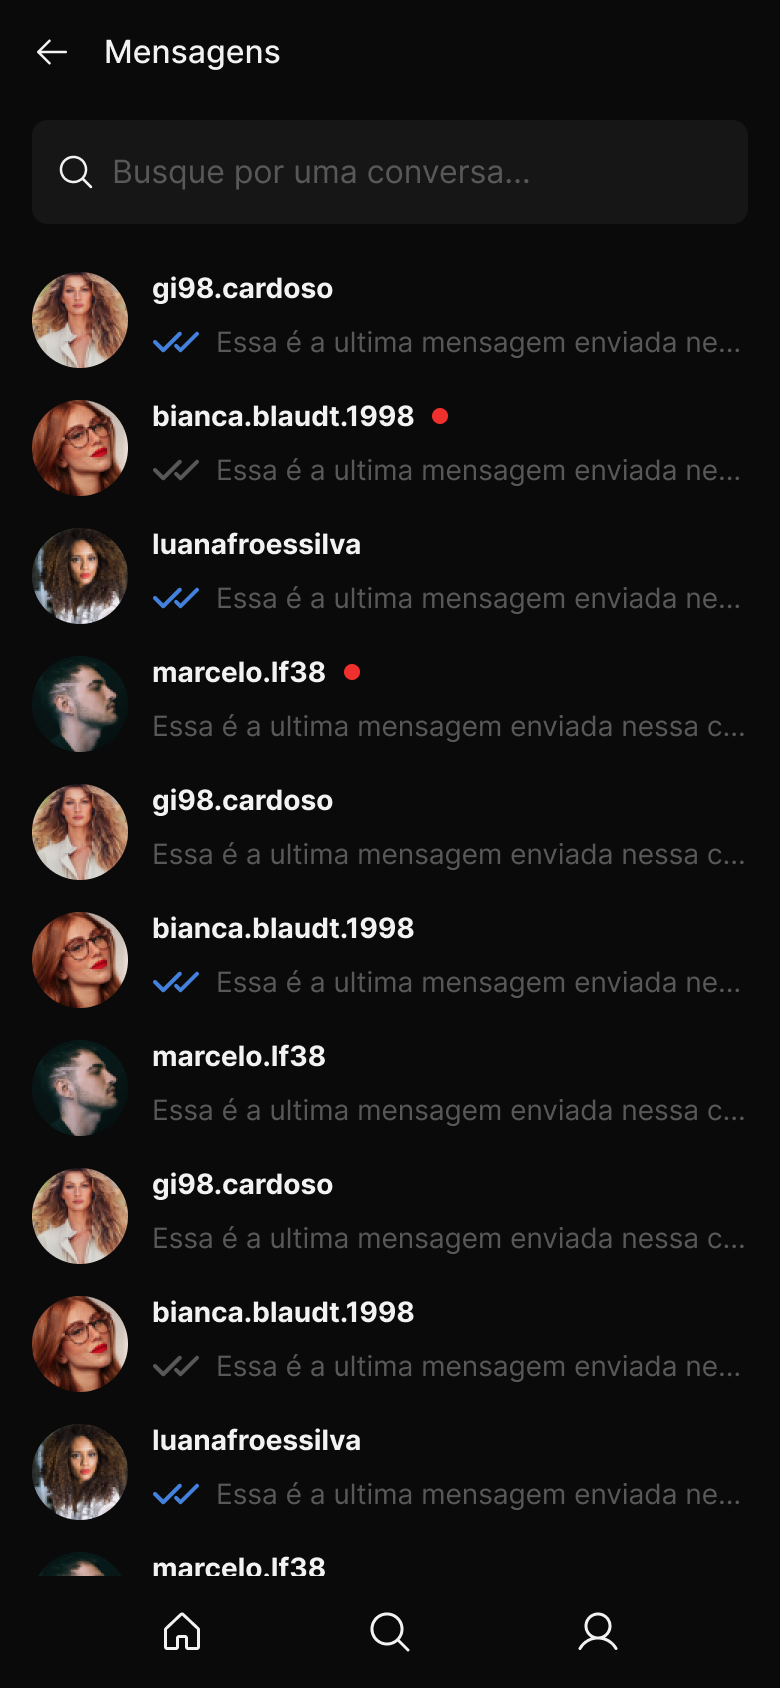 Mensagens
Busque por uma conversa...
gi98.cardoso
Essa é a ultima mensagem enviada ne...
bianca.blaudt.1998
Essa é a ultima mensagem enviada ne...
luanafroessilva
Essa é a ultima mensagem enviada ne...
marcelo.lf38
Essa é a ultima mensagem enviada nessa c...
gi98.cardoso
Essa é a ultima mensagem enviada nessa c...
bianca.blaudt.1998
Essa é a ultima mensagem enviada ne...
marcelo.lf38
Essa é a ultima mensagem enviada nessa c...
gi98.cardoso
Essa é a ultima mensagem enviada nessa c...
bianca.blaudt.1998
Essa é a ultima mensagem enviada ne...
luanafroessilva
Essa é a ultima mensagem enviada ne...
marcelo.lf38